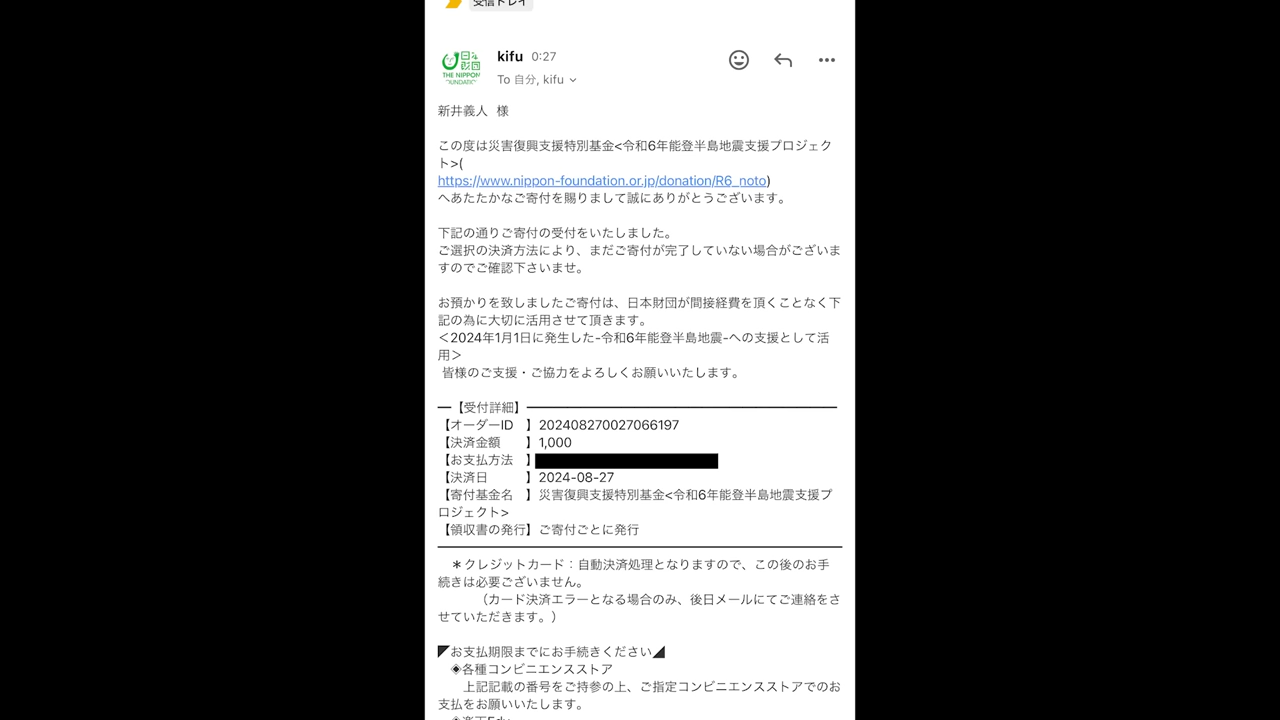 受信トレイ
kifu 0:27
To 自分, kifu
THE NIPPON
新井義人 様
この度は災害復興支援特別基金<令和6年能登半島地震支援プロジェク
ト>(
https://www.nippon-foundation.or.jp/donation/R6_noto)
へあたたかなご寄付を賜りまして誠にありがとうございます。
下記の通りご寄付の受付をいたしました。
ご選択の決済方法により、まだご寄付が完了していない場合がございま
すのでご確認下さいませ。
お預かりを致しましたご寄付は、日本財団が間接経費を頂くことなく下
記の為に大切に活用させて頂きます。
＜2024年1月1日に発生した-令和6年能登半島地震-への支援として活
用＞
皆様のご支援・ご協力をよろしくお願いいたします。
―【受付詳細】―――――――――――――――――――――――
【オーダーID 】202408270027066197
【決済金額 】1,000
【お支払方法 】
【決済日 】2024-08-27
【寄付基金名 】災害復興支援特別基金<令和6年能登半島地震支援プ
ロジェクト>
【領収書の発行】ご寄付ごとに発行
＊クレジットカード：自動決済処理となりますので、この後のお手
続きは必要ございません。
（カード決済エラーとなる場合のみ、後日メールにてご連絡をさ
せていただきます。）
◤お支払期限までにお手続きください◢
◈各種コンビニエンスストア
上記記載の番号をご持参の上、ご指定コンビニエンスストアでのお
支払をお願いいたします。